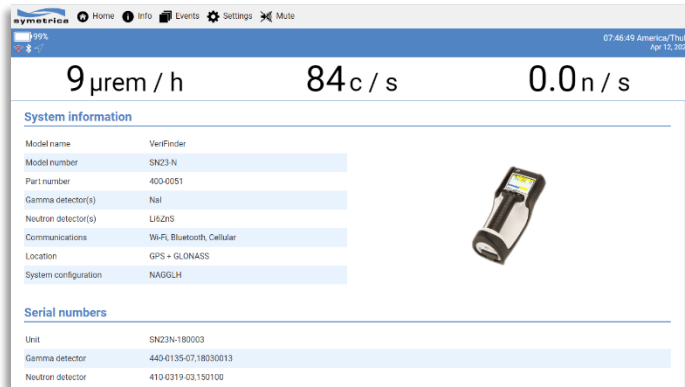 symetrica Home Info Events Settings Mute
99%
07:46:49 America/Thul
Apr 12, 202
9 μrem / h 84 c / s 0.0 n / s
System information
Model name VeriFinder
Model number SN23-N
Part number 400-0051
Gamma detector(s) NaI
Neutron detector(s) Li6ZnS
Communications Wi-Fi, Bluetooth, Cellular
Location GPS + GLONASS
System configuration NAGGLH
Serial numbers
Unit SN23N-180003
Gamma detector 440-0135-07,18030013
Neutron detector 410-0319-03,150100